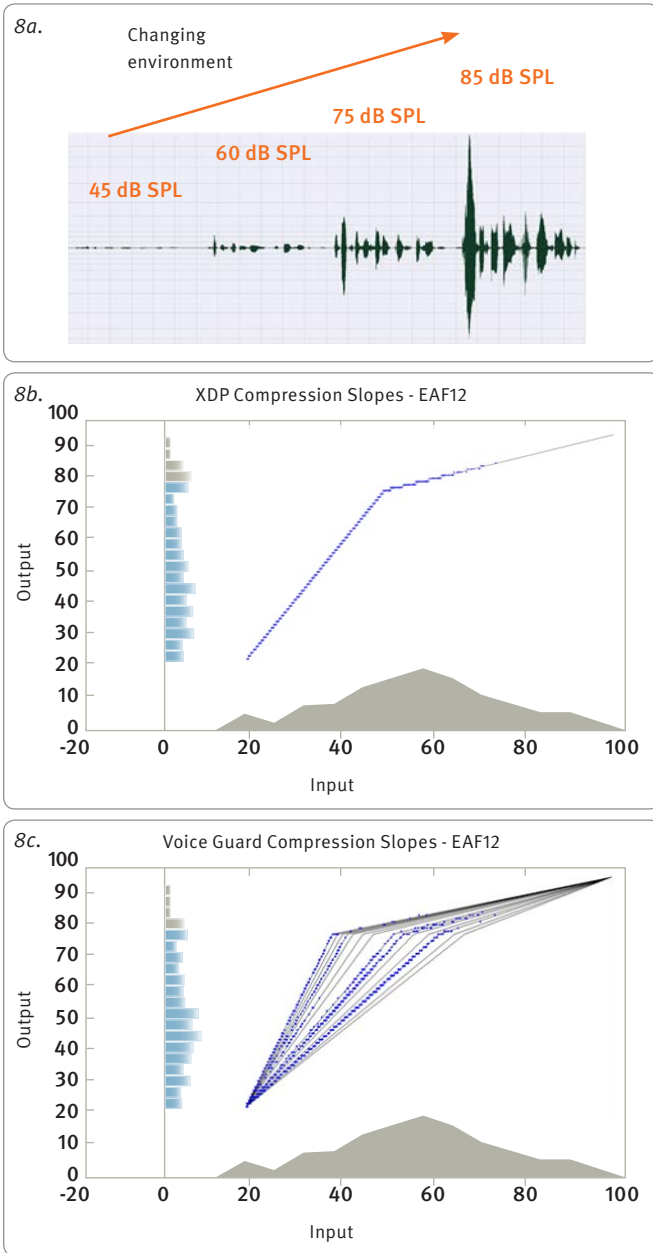 8a.
Changing
environment
85 dB SPL
75 dB SPL
60 dB SPL
45 dB SPL
8b.
XDP Compression Slopes - EAF12
100
90
80
70
60
50
40
30
20
10
0
Output
-20 0 20 40 60 80 100
Input
8c.
Voice Guard Compression Slopes - EAF12
100
90
80
70
60
50
40
30
20
10
0
Output
-20 0 20 40 60 80 100
Input